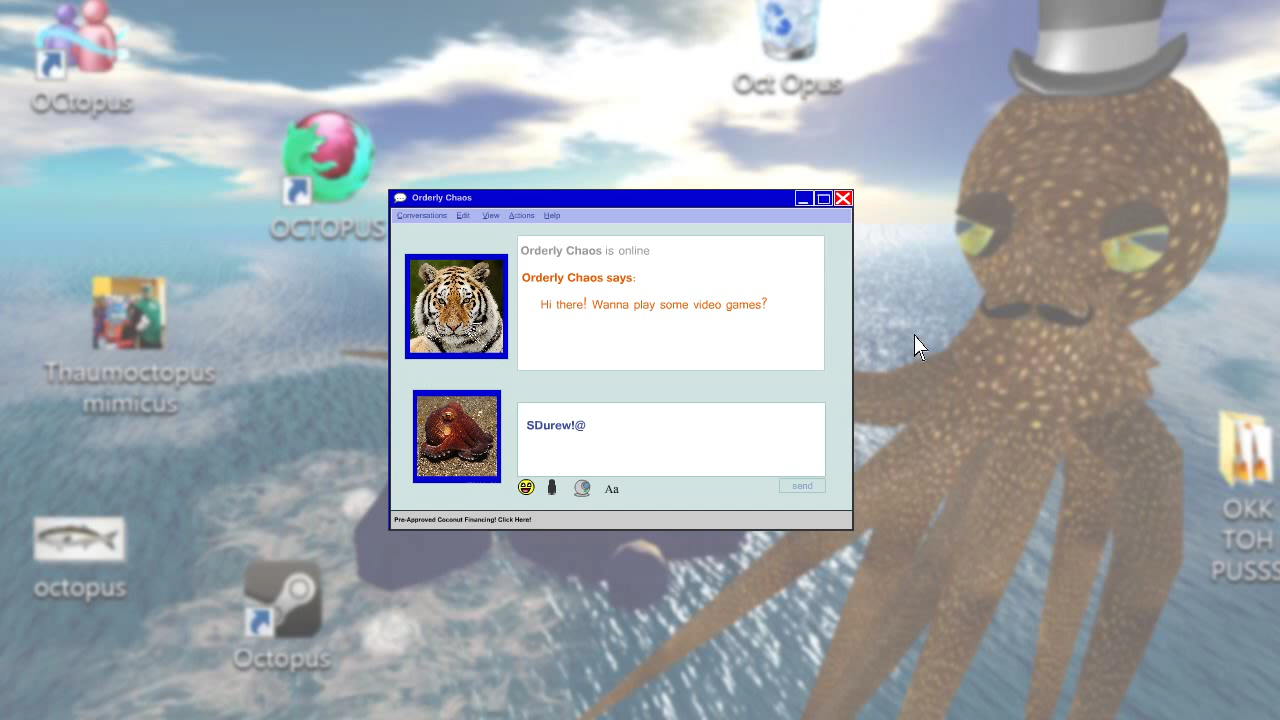 OCtopus
Oct Opus
OCTOPUS
Orderly Chaos
Conversations Edit View Actions Help
Orderly Chaos is online
Orderly Chaos says:
Hi there! Wanna play some video games?
Thaumoctopus
mimicus
SDurew!@
Aa
send
Pre-Approved Coconut Financing! Click Here!
OKK
TOH
PUSSS
octopus
Octopus